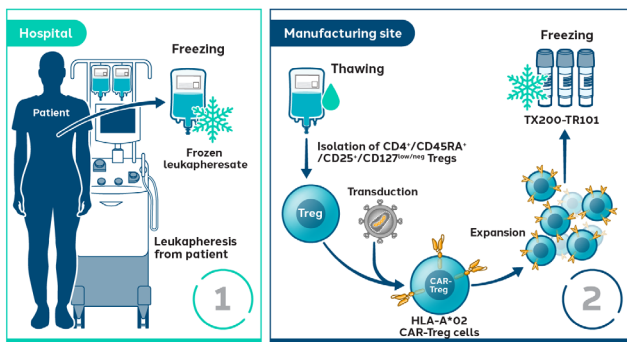 Hospital
Patient
Freezing
Frozen
leukapheresate
Leukapheresis
from patient
1
Manufacturing site
Thawing
Isolation of CD4⁺/CD45RA⁺
/CD25⁺/CD127low/neg Tregs
Treg
Transduction
CAR-
Treg
HLA-A*02
CAR-Treg cells
Expansion
Freezing
TX200-TR101
2